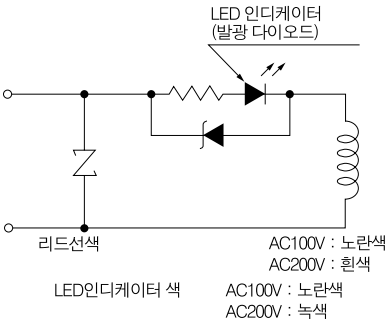 LED 인디케이터
(발광 다이오드)
리드선색
AC100V : 노란색
AC200V : 흰색
LED인디케이터 색
AC100V : 노란색
AC200V : 녹색